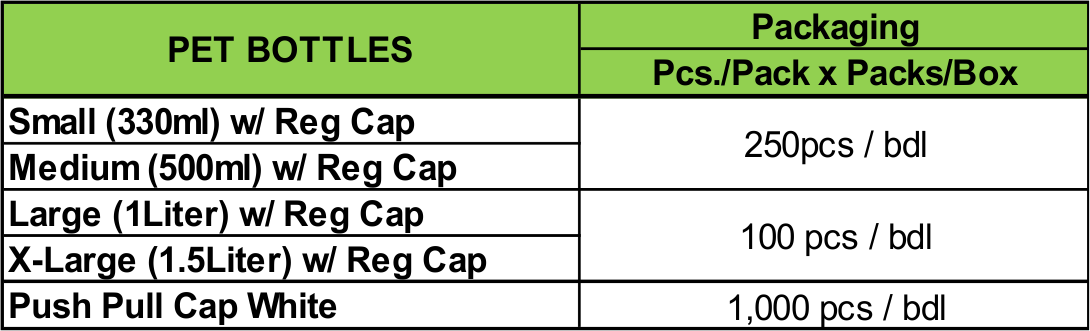 PET BOTTLES
Packaging
Pcs./Pack x Packs/Box
Small (330ml) w/ Reg Cap
250pcs / bdl
Medium (500ml) w/ Reg Cap
Large (1Liter) w/ Reg Cap
100 pcs / bdl
X-Large (1.5Liter) w/ Reg Cap
Push Pull Cap White
1,000 pcs / bdl